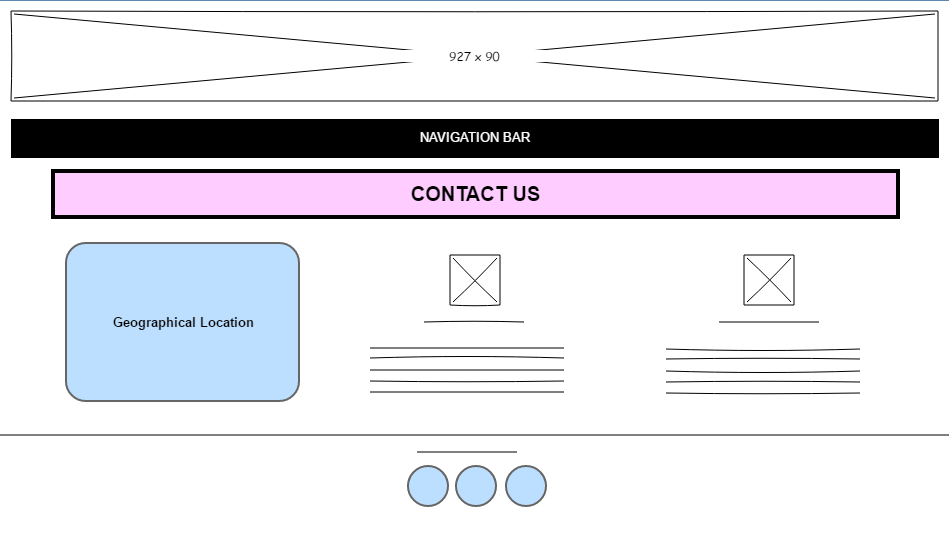 927 x 90
NAVIGATION BAR
CONTACT US
Geographical Location